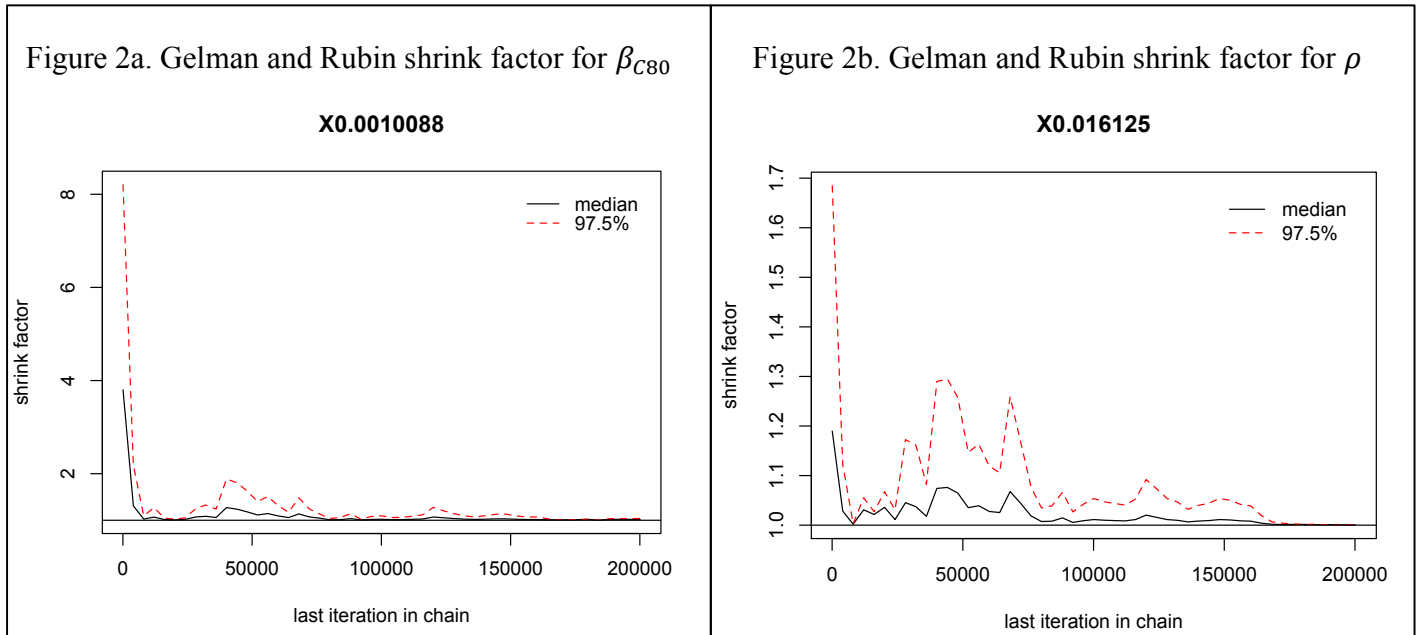 Figure 2a. Gelman and Rubin shrink factor for β_C80
X0.0010088
8
6
4
2
shrink factor
median
97.5%
0
50000
100000
150000
200000
last iteration in chain
Figure 2b. Gelman and Rubin shrink factor for ρ
X0.016125
1.7
1.6
1.5
1.4
1.3
1.2
1.1
1.0
shrink factor
median
97.5%
0
50000
100000
150000
200000
last iteration in chain